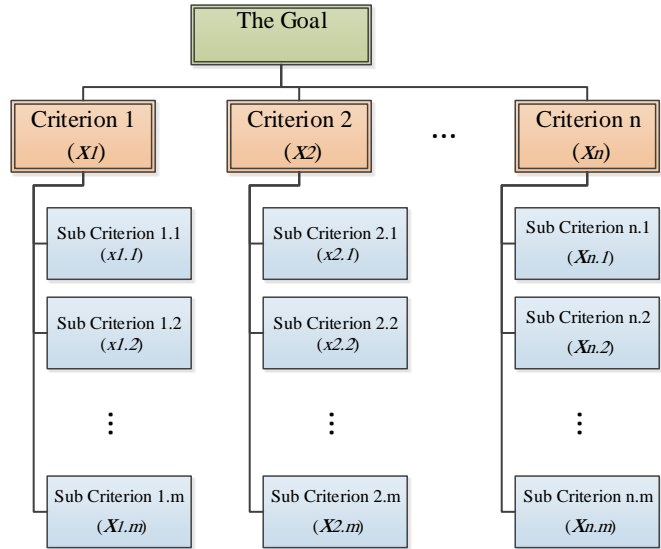 The Goal
Criterion 1
(X1)
Criterion 2
(X2)
...
Criterion n
(Xn)
Sub Criterion 1.1
(x1.1)
Sub Criterion 1.2
(x1.2)
⋮
Sub Criterion 1.m
(X1.m)
Sub Criterion 2.1
(x2.1)
Sub Criterion 2.2
(x2.2)
⋮
Sub Criterion 2.m
(X2.m)
Sub Criterion n.1
(Xn.1)
Sub Criterion n.2
(Xn.2)
⋮
Sub Criterion n.m
(Xn.m)